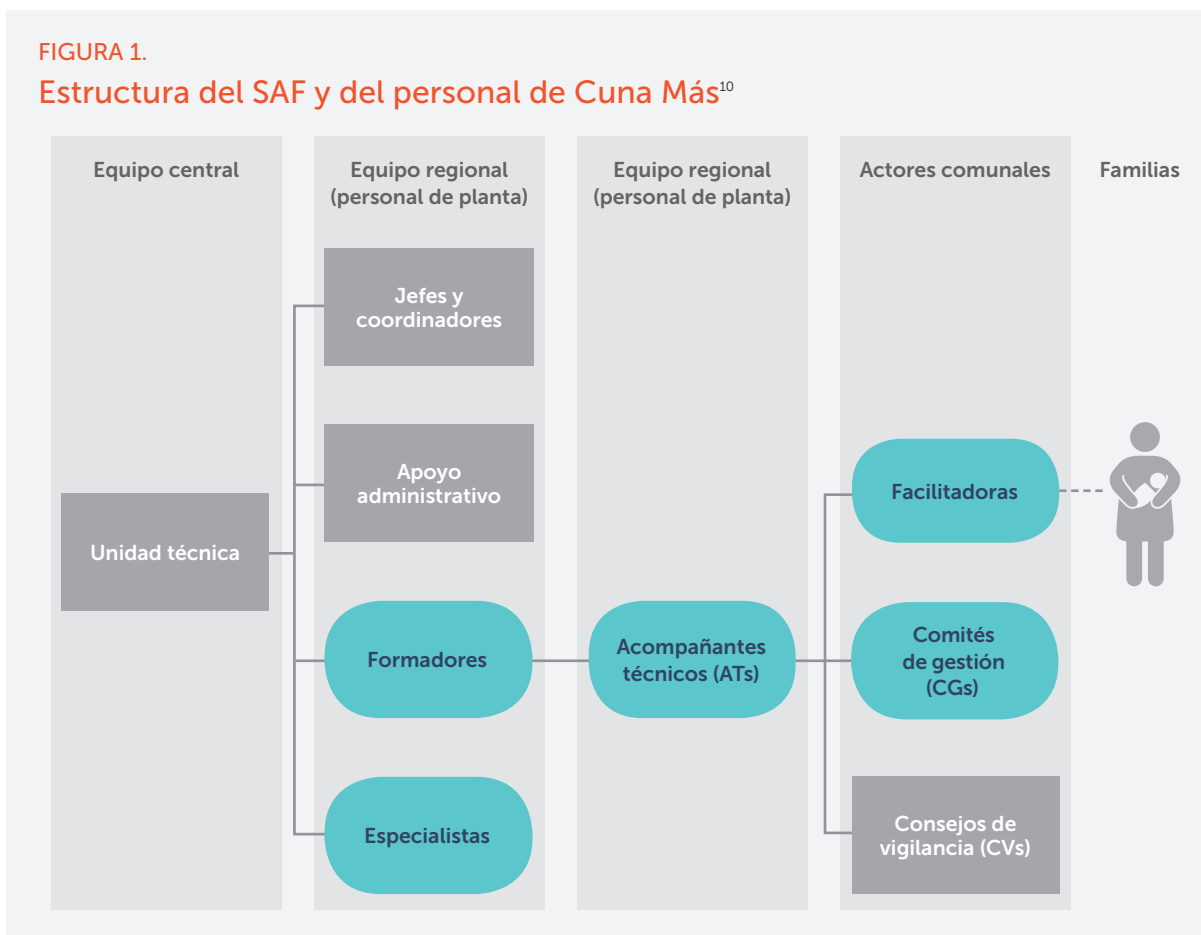 FIGURA 1.
Estructura del SAF y del personal de Cuna Más¹⁰
Equipo central
Equipo regional
(personal de planta)
Equipo regional
(personal de planta)
Actores comunales
Familias
Jefes y
coordinadores
Apoyo
administrativo
Unidad técnica
Formadores
Especialistas
Acompañantes
técnicos (ATs)
Facilitadoras
Comités
de gestión
(CGs)
Consejos de
vigilancia (CVs)